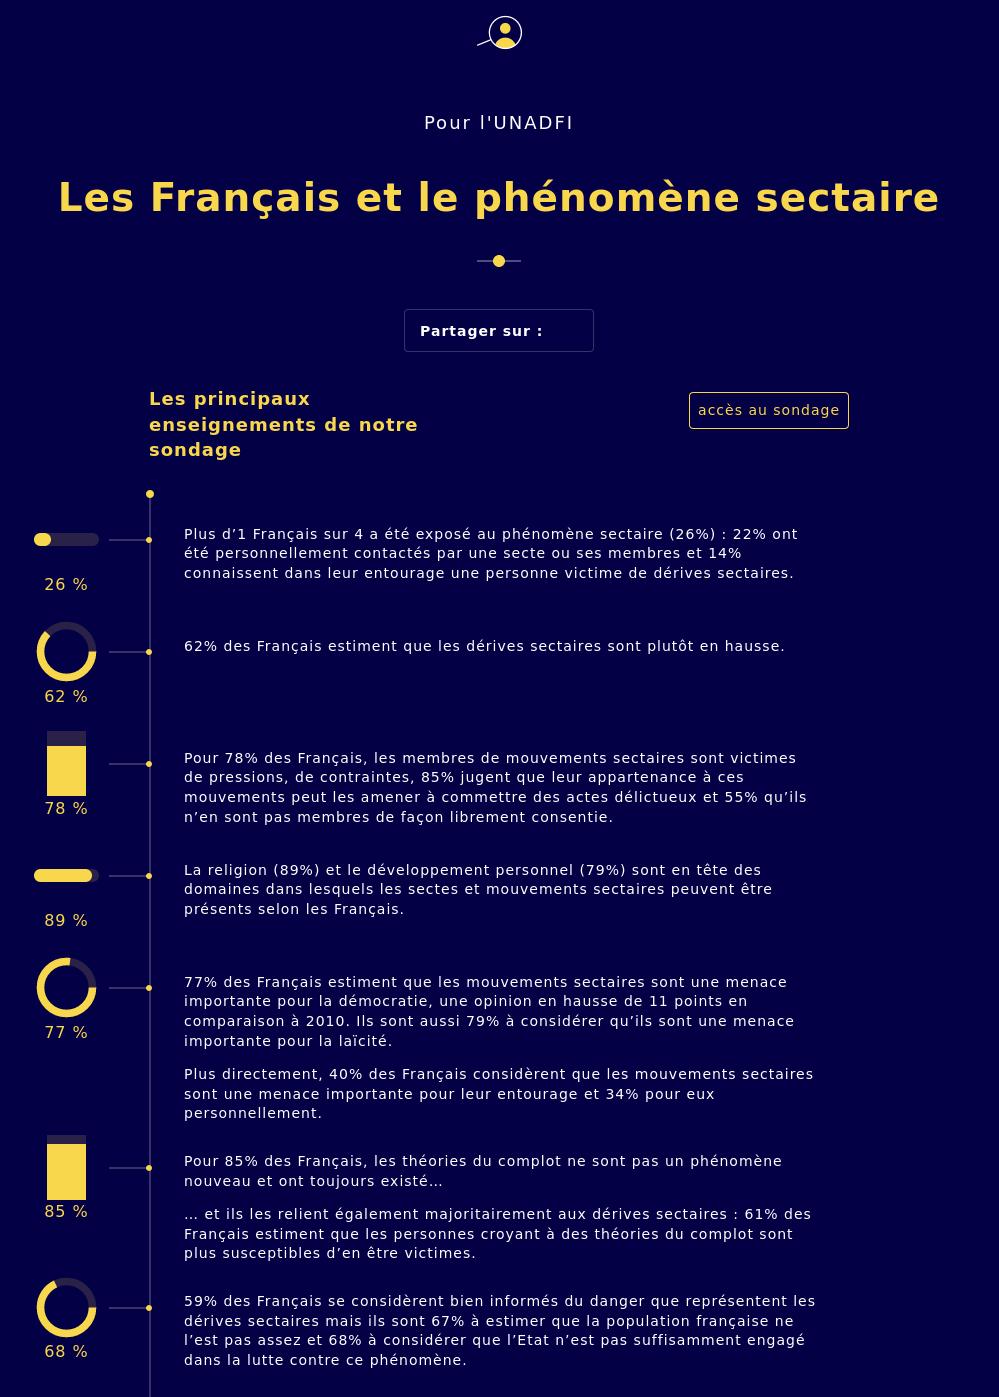 Pour l'UNADFI
Les Français et le phénomène sectaire
Partager sur :
Les principaux
enseignements de notre
sondage
accès au sondage
26 %
Plus d’1 Français sur 4 a été exposé au phénomène sectaire (26%) : 22% ont
été personnellement contactés par une secte ou ses membres et 14%
connaissent dans leur entourage une personne victime de dérives sectaires.
62 %
62% des Français estiment que les dérives sectaires sont plutôt en hausse.
78 %
Pour 78% des Français, les membres de mouvements sectaires sont victimes
de pressions, de contraintes, 85% jugent que leur appartenance à ces
mouvements peut les amener à commettre des actes délictueux et 55% qu’ils
n’en sont pas membres de façon librement consentie.
89 %
La religion (89%) et le développement personnel (79%) sont en tête des
domaines dans lesquels les sectes et mouvements sectaires peuvent être
présents selon les Français.
77 %
77% des Français estiment que les mouvements sectaires sont une menace
importante pour la démocratie, une opinion en hausse de 11 points en
comparaison à 2010. Ils sont aussi 79% à considérer qu’ils sont une menace
importante pour la laïcité.
Plus directement, 40% des Français considèrent que les mouvements sectaires
sont une menace importante pour leur entourage et 34% pour eux
personnellement.
85 %
Pour 85% des Français, les théories du complot ne sont pas un phénomène
nouveau et ont toujours existé…
… et ils les relient également majoritairement aux dérives sectaires : 61% des
Français estiment que les personnes croyant à des théories du complot sont
plus susceptibles d’en être victimes.
68 %
59% des Français se considèrent bien informés du danger que représentent les
dérives sectaires mais ils sont 67% à estimer que la population française ne
l’est pas assez et 68% à considérer que l’Etat n’est pas suffisamment engagé
dans la lutte contre ce phénomène.